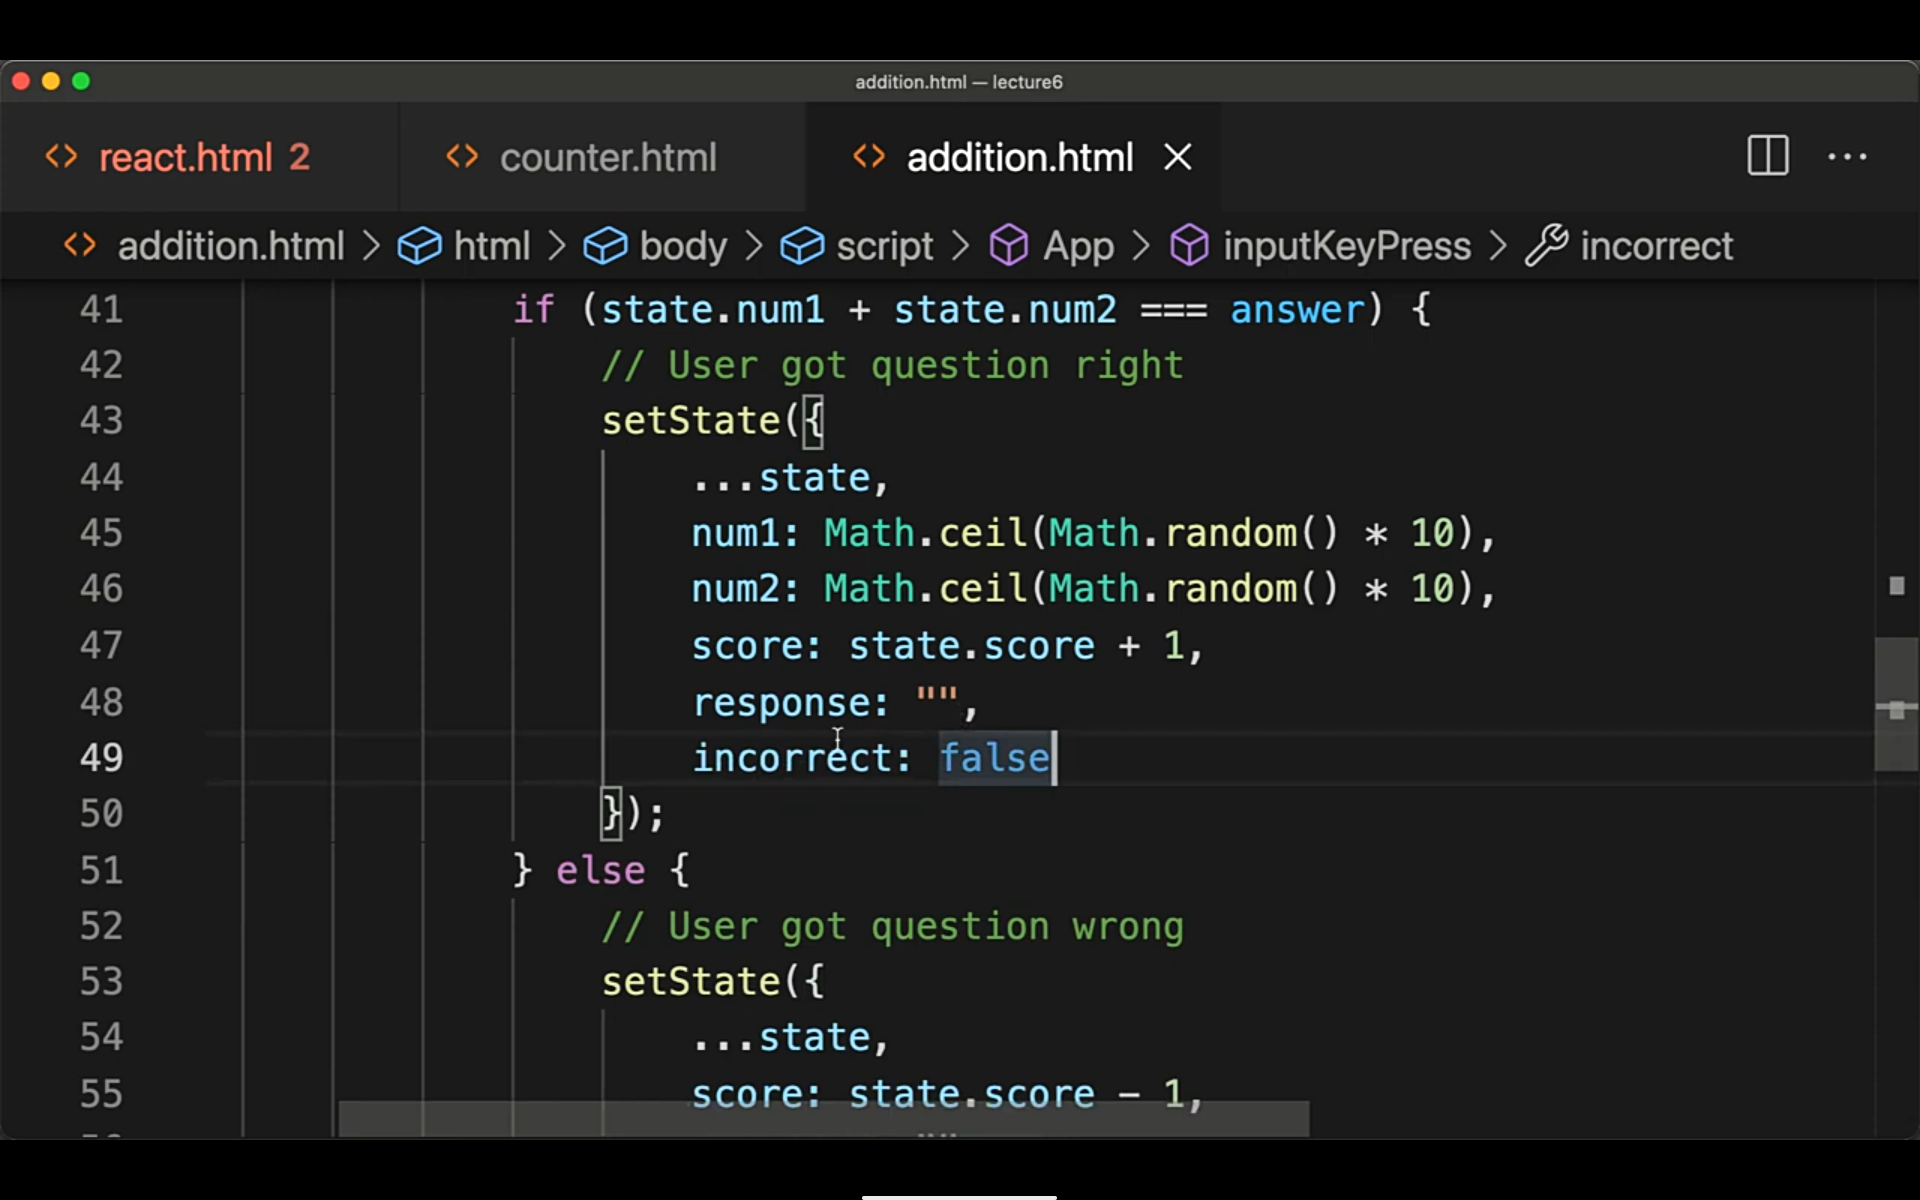 addition.html — lecture6
react.html 2
counter.html
addition.html
addition.html > html > body > script > App > inputKeyPress > incorrect
41 if (state.num1 + state.num2 === answer) {
42 // User got question right
43 setState({
44 ...state,
45 num1: Math.ceil(Math.random() * 10),
46 num2: Math.ceil(Math.random() * 10),
47 score: state.score + 1,
48 response: "",
49 incorrect: false
50 });
51 } else {
52 // User got question wrong
53 setState({
54 ...state,
55 score: state.score - 1,